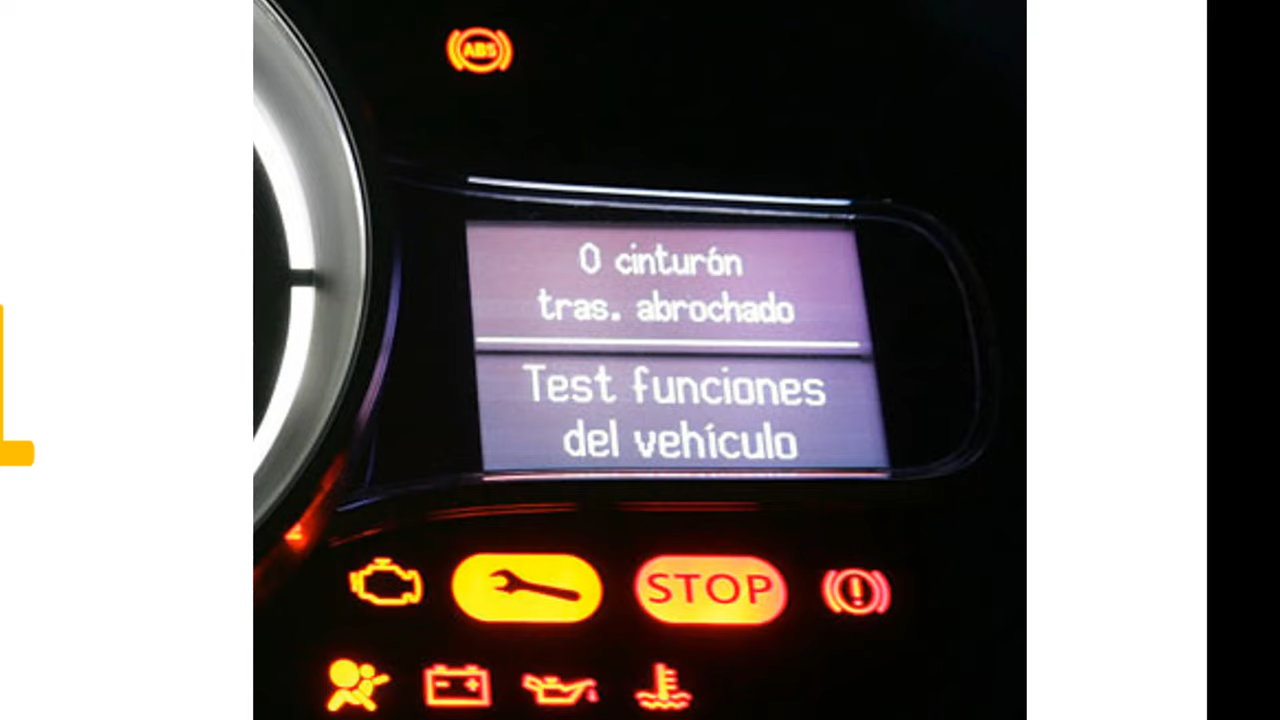 ABS
0 cinturón
tras. abrochado
Test funciones
del vehículo
STOP